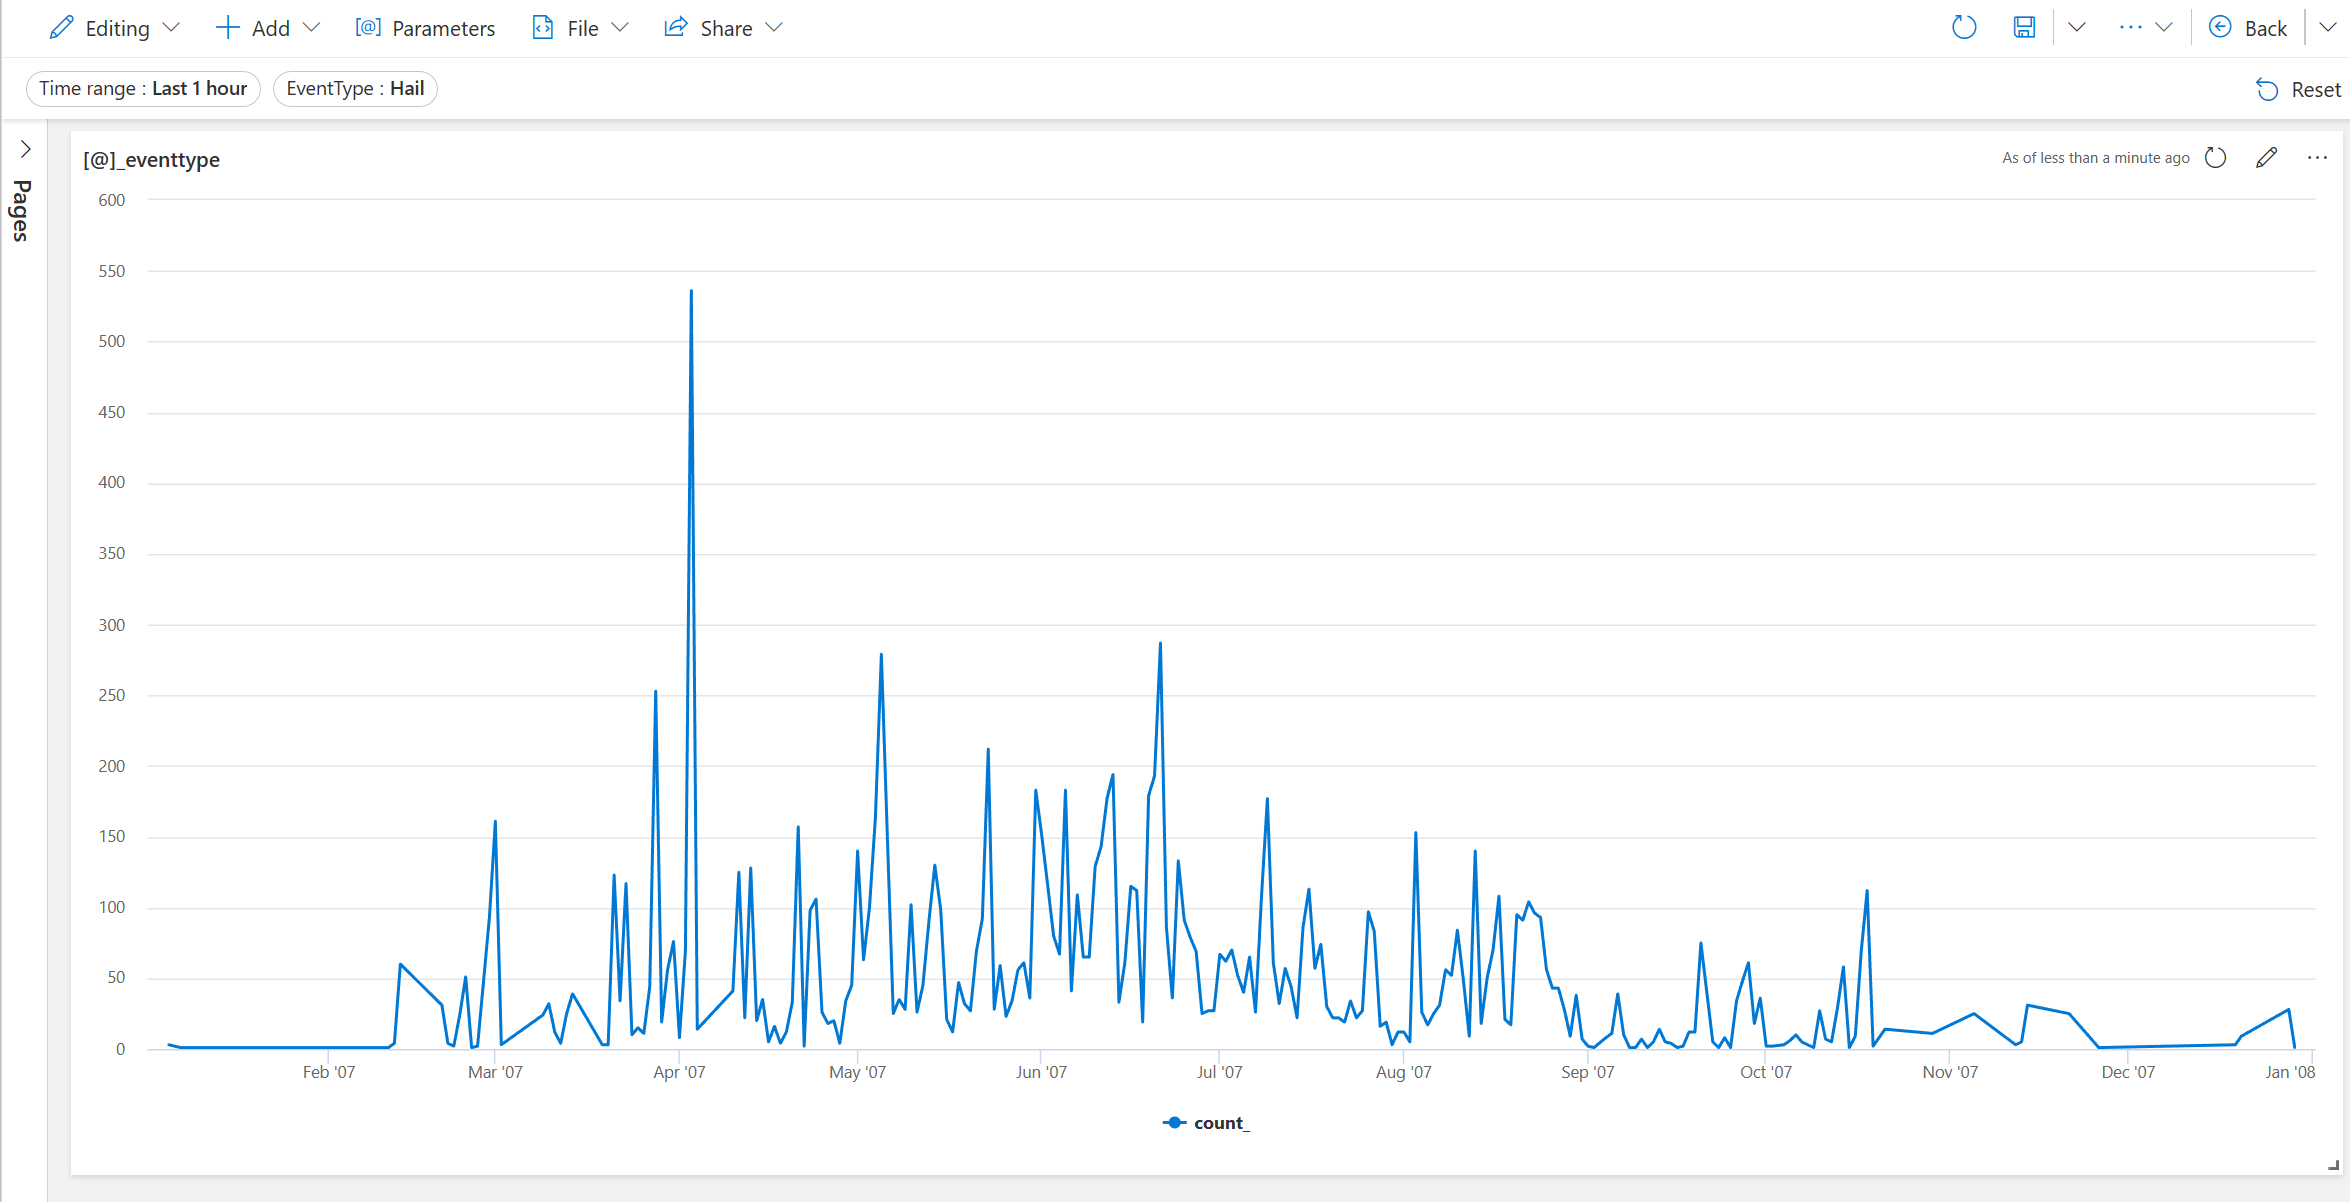 Editing Add [@] Parameters File Share Back
Time range : Last 1 hour EventType : Hail Reset
Pages
[@]_eventtype As of less than a minute ago
600
550
500
450
400
350
300
250
200
150
100
50
0
Feb '07 Mar '07 Apr '07 May '07 Jun '07 Jul '07 Aug '07 Sep '07 Oct '07 Nov '07 Dec '07 Jan '08
count_